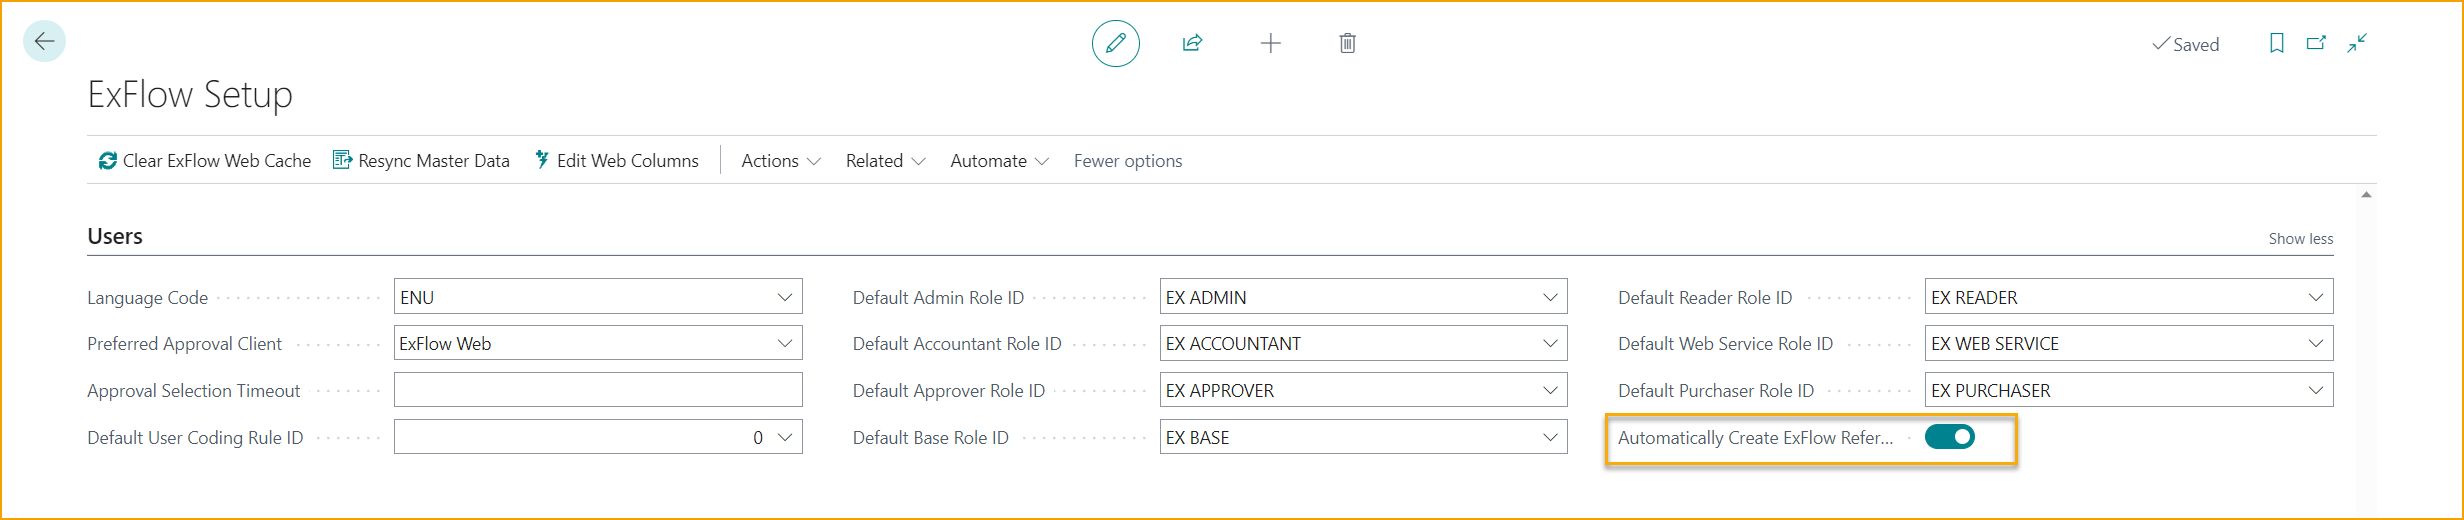 Saved
ExFlow Setup
Clear ExFlow Web Cache Resync Master Data Edit Web Columns Actions Related Automate Fewer options
Users
Show less
Language Code ENU Default Admin Role ID EX ADMIN Default Reader Role ID EX READER
Preferred Approval Client ExFlow Web Default Accountant Role ID EX ACCOUNTANT Default Web Service Role ID EX WEB SERVICE
Approval Selection Timeout Default Approver Role ID EX APPROVER Default Purchaser Role ID EX PURCHASER
Default User Coding Rule ID 0 Default Base Role ID EX BASE Automatically Create ExFlow Refer...